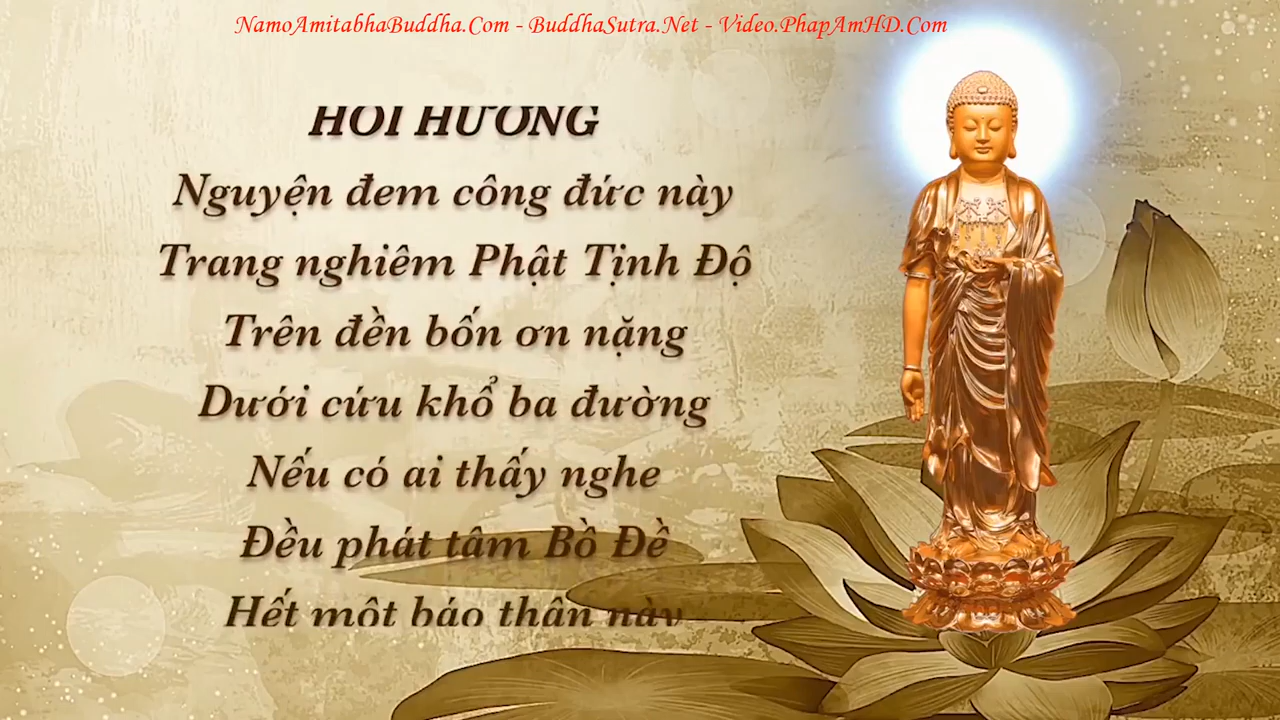 NamoAmitabhaBuddha.Com - BuddhaSutra.Net - Video.PhapAmHD.Com
HỒI HƯỚNG
Nguyện đem công đức này
Trang nghiêm Phật Tịnh Độ
Trên đền bốn ơn nặng
Dưới cứu khổ ba đường
Nếu có ai thấy nghe
Đều phát tâm Bồ Đề
Hết một báo thân này